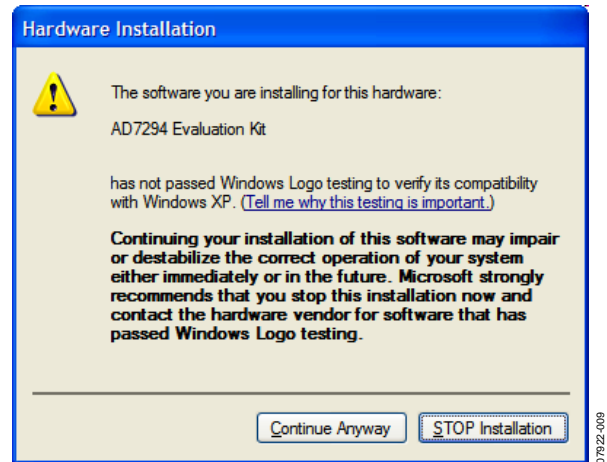 Hardware Installation
The software you are installing for this hardware:
AD7294 Evaluation Kit
has not passed Windows Logo testing to verify its compatibility
with Windows XP. (Tell me why this testing is important.)
Continuing your installation of this software may impair
or destabilize the correct operation of your system
either immediately or in the future. Microsoft strongly
recommends that you stop this installation now and
contact the hardware vendor for software that has
passed Windows Logo testing.
Continue Anyway
STOP Installation
07922-009